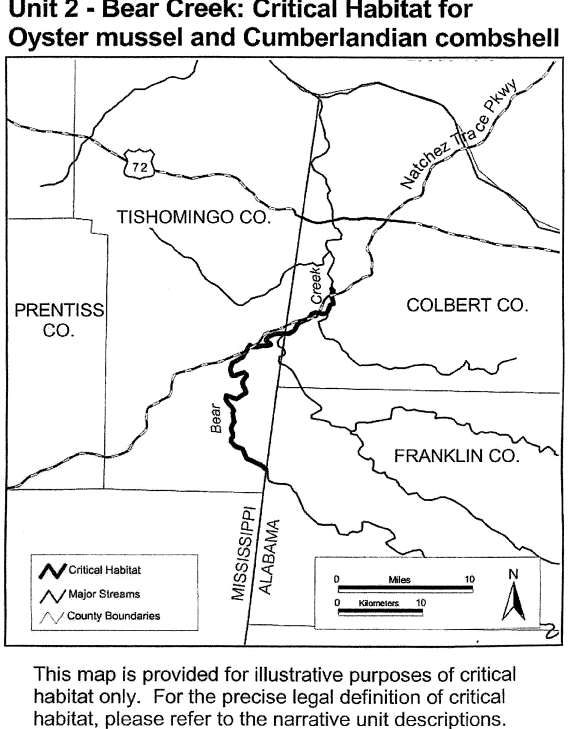 Unit 2 - Bear Creek: Critical Habitat for
Oyster mussel and Cumberlandian combshell
Natchez Trace Pkwy
72
TISHOMINGO CO.
Creek
PRENTISS
CO.
COLBERT CO.
Bear
FRANKLIN CO.
MISSISSIPPI
ALABAMA
Critical Habitat
Major Streams
County Boundaries
0 Miles 10
0 Kilometers 10
N
This map is provided for illustrative purposes of critical
habitat only. For the precise legal definition of critical
habitat, please refer to the narrative unit descriptions.